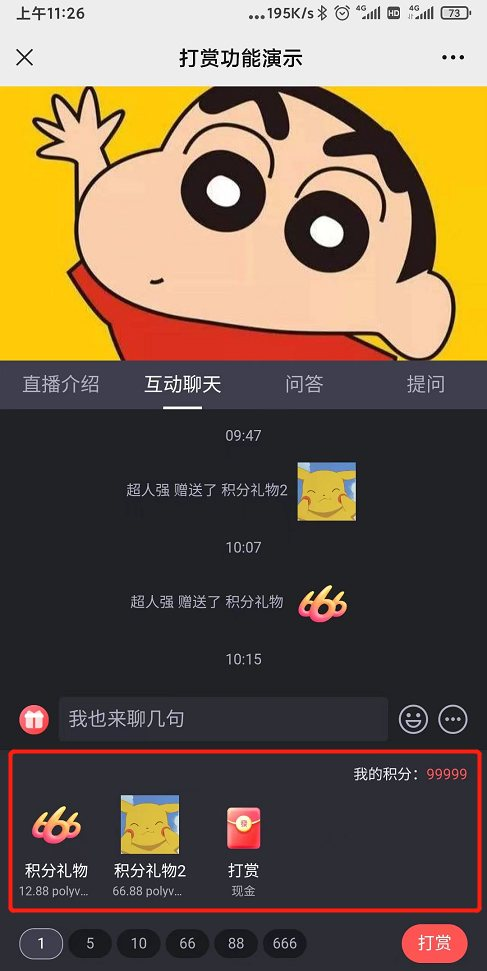 上午11:26 ...195K/s 4G HD 4G 73
打赏功能演示
直播介绍 互动聊天 问答 提问
09:47
超人强 赠送了 积分礼物2
10:07
超人强 赠送了 积分礼物 666
10:15
我也来聊几句
我的积分：99999
666
积分礼物 积分礼物2 打赏
12.88 polyv... 66.88 polyv... 现金
1 5 10 66 88 666 打赏